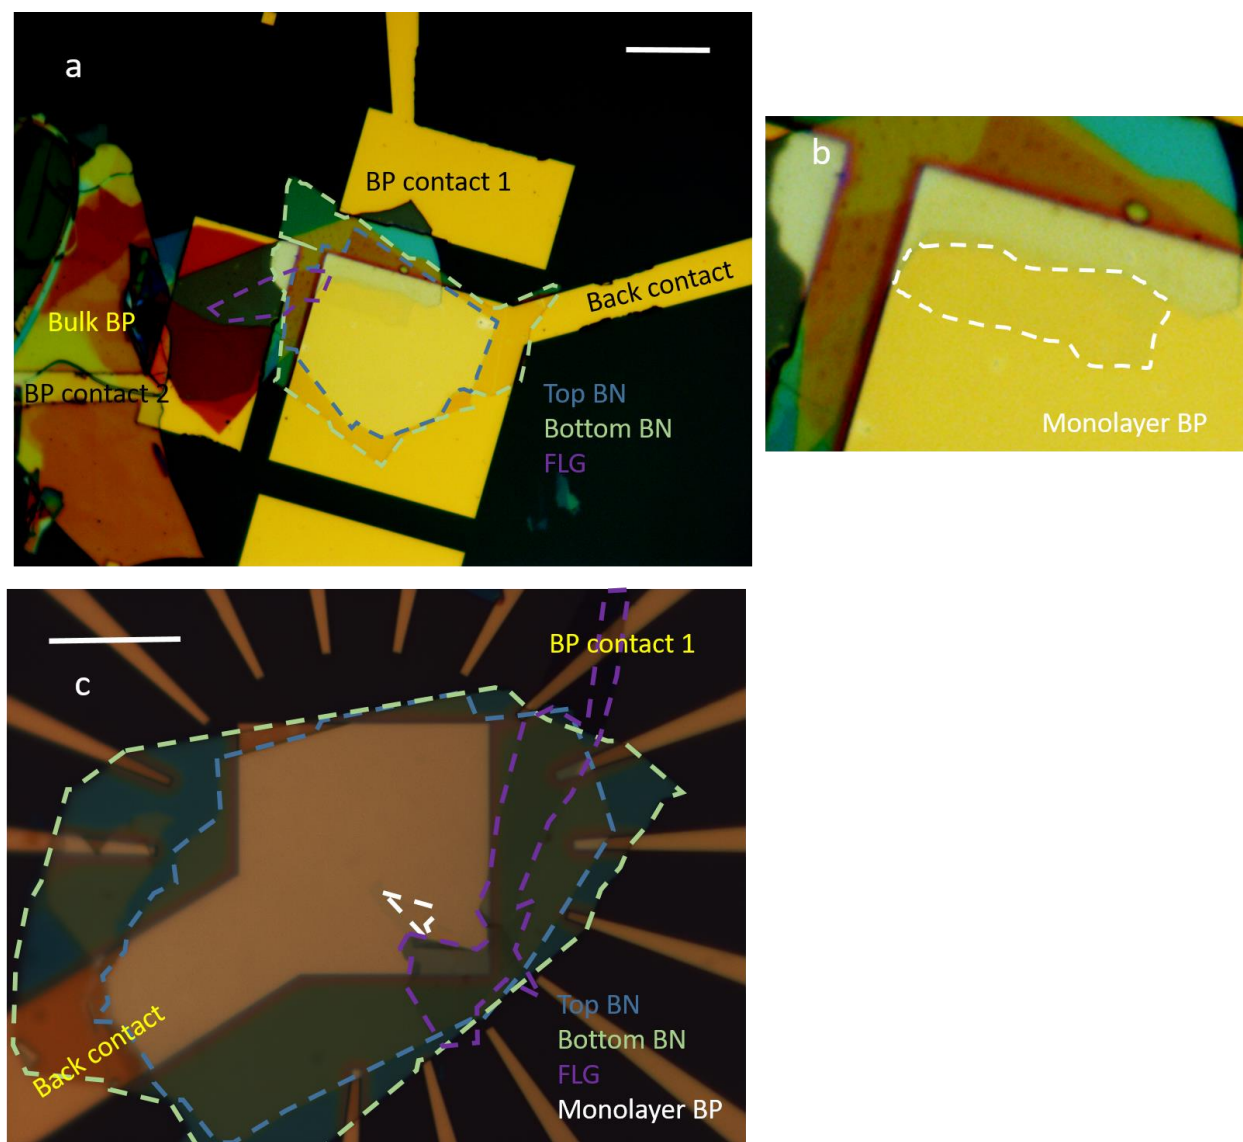 a
BP contact 1
Back contact
Bulk BP
BP contact 2
Top BN
Bottom BN
FLG
b
Monolayer BP
c
BP contact 1
Back contact
Top BN
Bottom BN
FLG
Monolayer BP